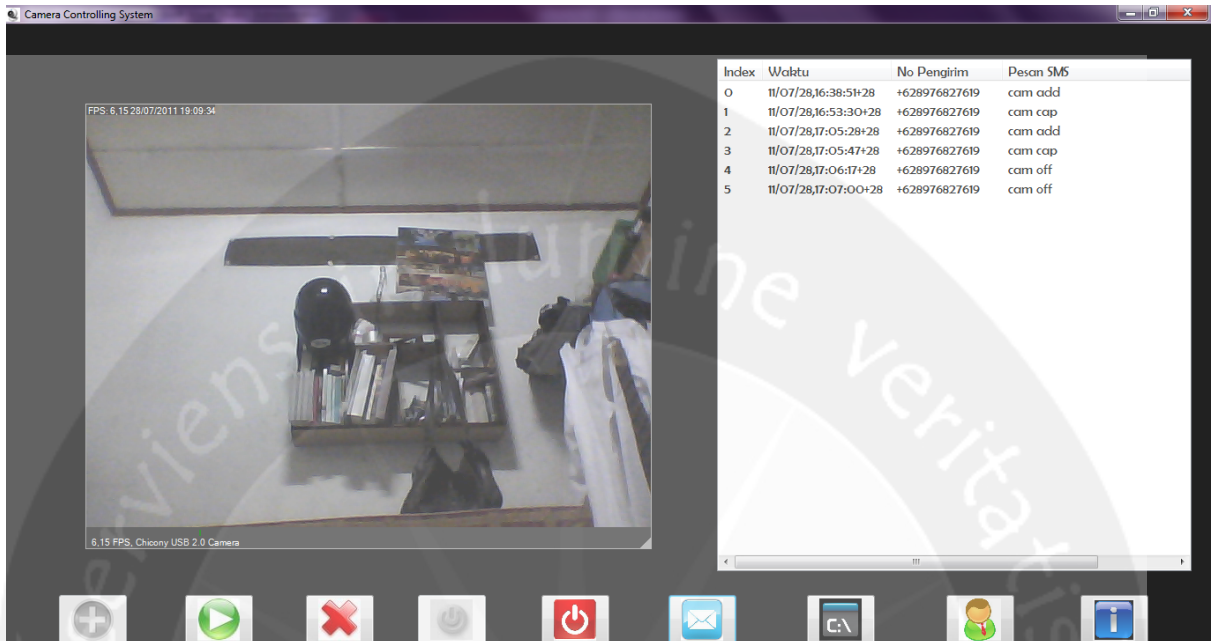 Camera Controlling System
FPS: 6,15 28/07/2011 19:09:34
6,15 FPS, Chicony USB 2.0 Camera
Index Waktu No Pengirim Pesan SMS
0 11/07/28,16:38:51+28 +628976827619 cam add
1 11/07/28,16:53:30+28 +628976827619 cam cap
2 11/07/28,17:05:28+28 +628976827619 cam add
3 11/07/28,17:05:47+28 +628976827619 cam cap
4 11/07/28,17:06:17+28 +628976827619 cam off
5 11/07/28,17:07:00+28 +628976827619 cam off
serviens in lumine veritatis
C:\
i